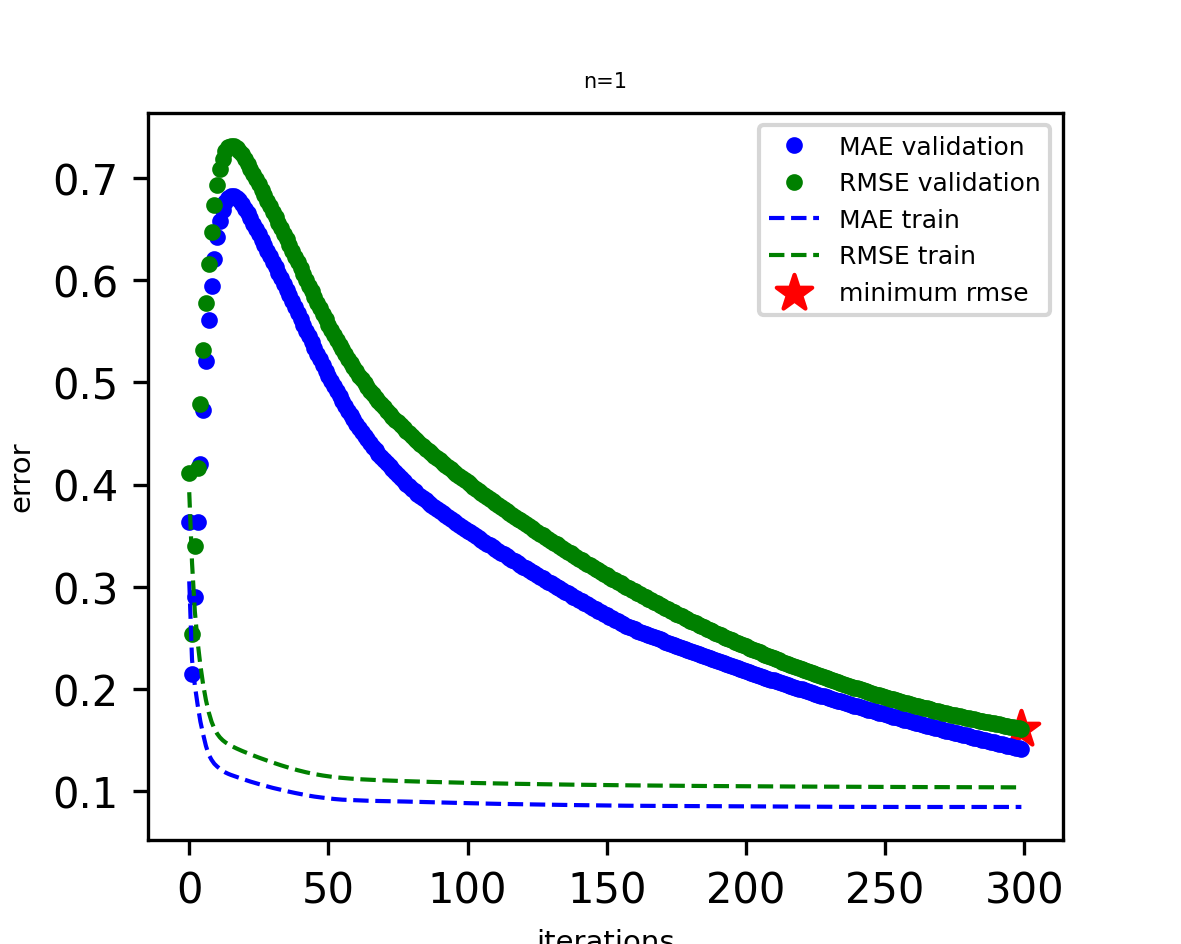 n=1
MAE validation
RMSE validation
MAE train
RMSE train
minimum rmse
0.7
0.6
0.5
0.4
0.3
0.2
0.1
error
0 50 100 150 200 250 300
iterations